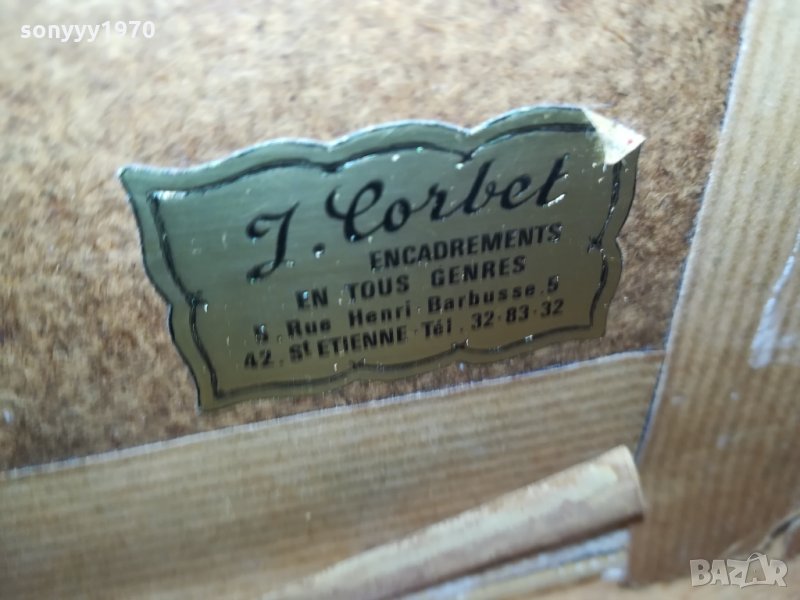 sonyyy1970
J. Corbet
ENCADREMENTS
EN TOUS GENRES
5. Rue Henri-Barbusse.5
42. St ETIENNE-Tél. 32-83-32
BAZAR